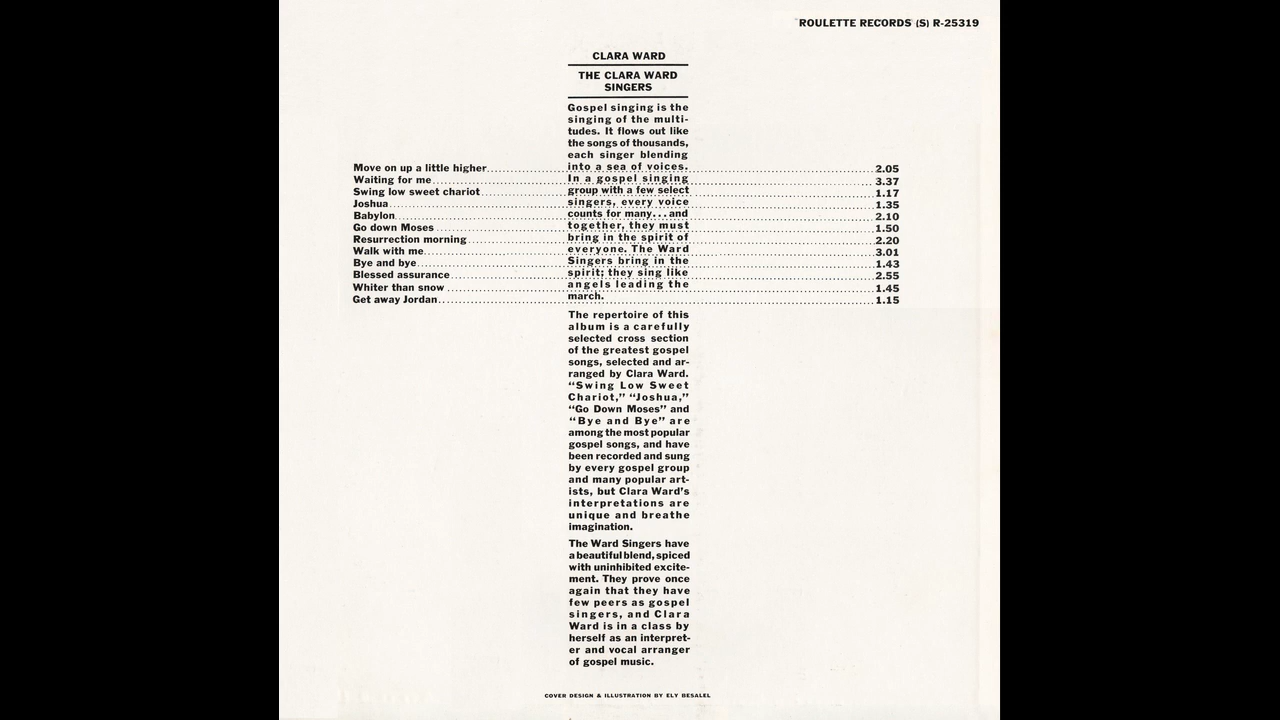 ROULETTE RECORDS (S) R-25319
CLARA WARD
THE CLARA WARD
SINGERS
Gospel singing is the
singing of the multi-
tudes. It flows out like
the songs of thousands,
each singer blending
into a sea of voices.
In a gospel singing
group with a few select
singers, every voice
counts for many...and
together, they must
bring in the spirit of
everyone. The Ward
Singers bring in the
spirit; they sing like
angels leading the
march.
Move on up a little higher 2.05
Waiting for me 3.37
Swing low sweet chariot 1.17
Joshua 1.35
Babylon 2.10
Go down Moses 1.50
Resurrection morning 2.20
Walk with me 3.01
Bye and bye 1.43
Blessed assurance 2.55
Whiter than snow 1.45
Get away Jordan 1.15
The repertoire of this
album is a carefully
selected cross section
of the greatest gospel
songs, selected and ar-
ranged by Clara Ward.
“Swing Low Sweet
Chariot,” “Joshua,”
“Go Down Moses” and
“Bye and Bye” are
among the most popular
gospel songs, and have
been recorded and sung
by every gospel group
and many popular art-
ists, but Clara Ward’s
interpretations are
unique and breathe
imagination.
The Ward Singers have
a beautiful blend, spiced
with uninhibited excite-
ment. They prove once
again that they have
few peers as gospel
singers, and Clara
Ward is in a class by
herself as an interpret-
er and vocal arranger
of gospel music.
COVER DESIGN & ILLUSTRATION BY ELY BESALEL